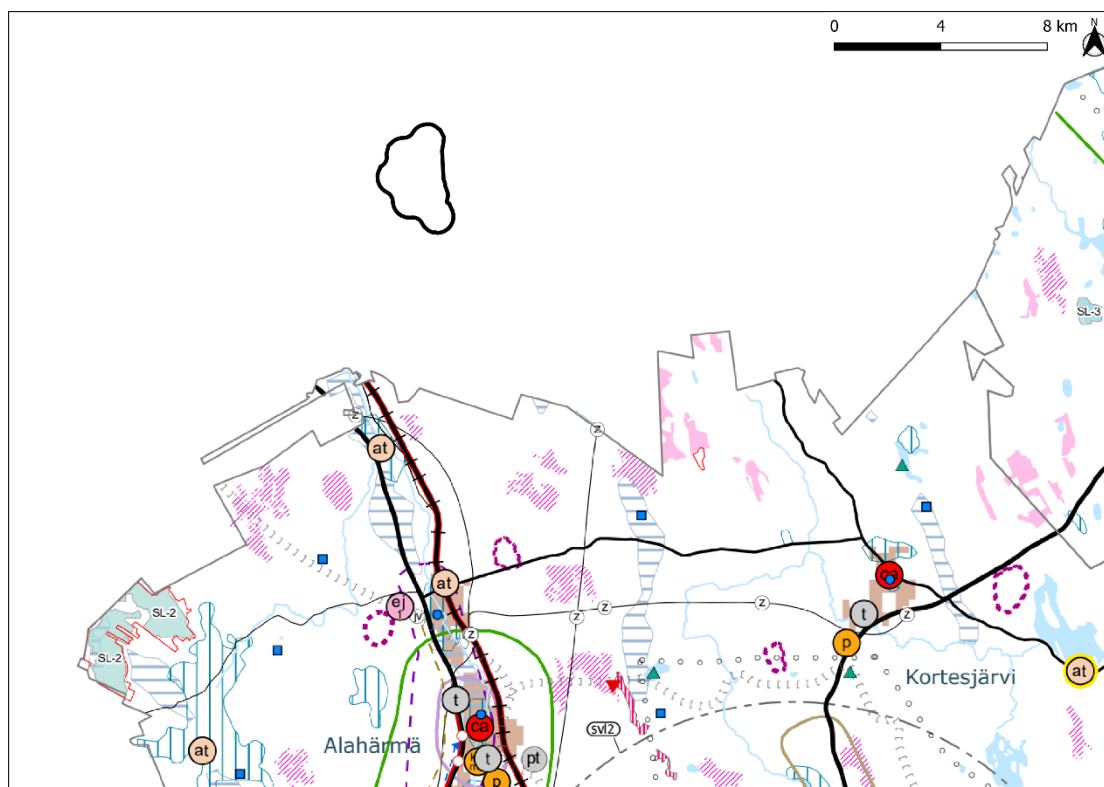 0 4 8 km
N
SL-3
z
z
at
at
ca
ej
jv
z
z
z
t
z
z
SL-2
p
SL-2
at
Kortesjärvi
t
ca
svl2
Alahärmä
at
k
t
pt
p